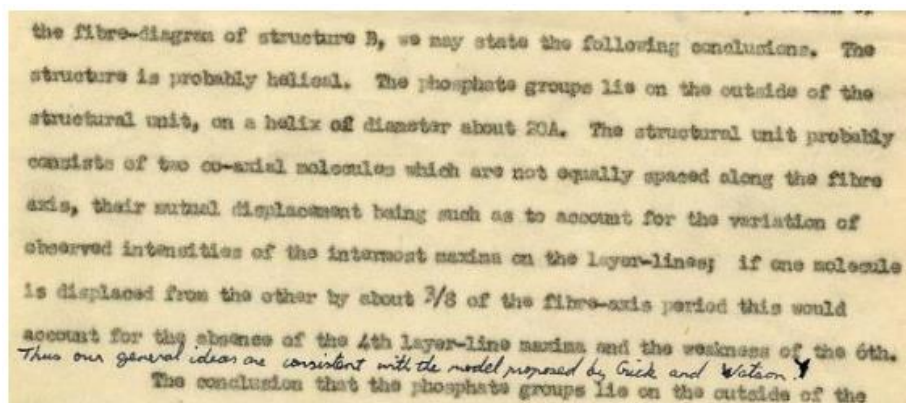 the fibre-diagram of structure B, we may state the following conclusions. The
structure is probably helical. The phosphate groups lie on the outside of the
structural unit, on a helix of diameter about 20A. The structural unit probably
consists of two co-axial molecules which are not equally spaced along the fibre
axis, their mutual displacement being such as to account for the variation of
observed intensities of the intermost maxima on the layer-lines; if one molecule
is displaced from the other by about 3/8 of the fibre-axis period this would
account for the absence of the 4th layer-line maxima and the weakness of the 6th.
Thus our general ideas are consistent with the model proposed by Crick and Watson.
The conclusion that the phosphate groups lie on the outside of the